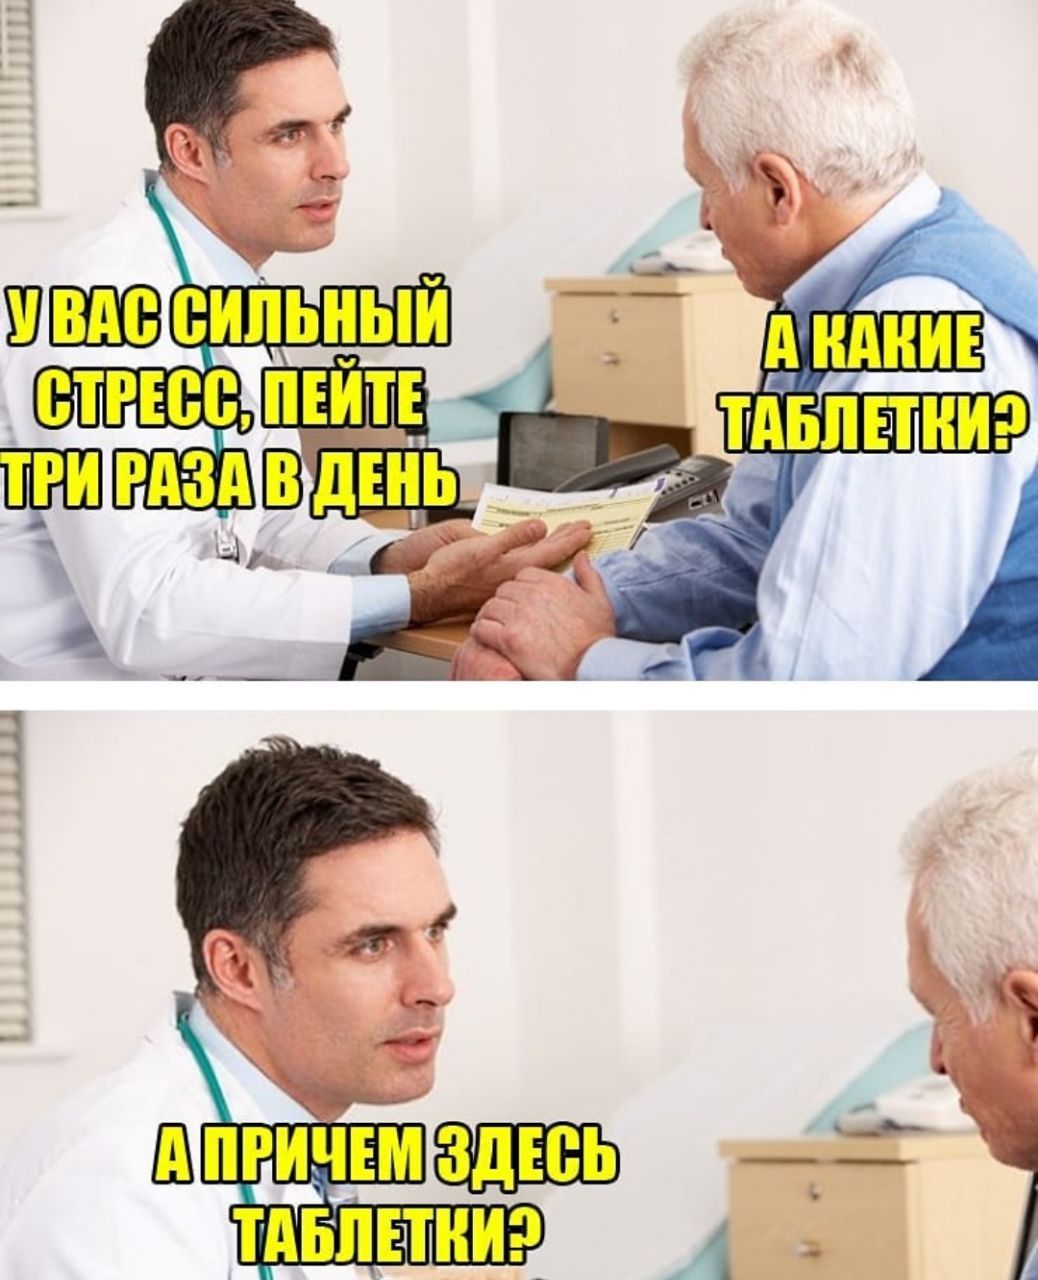 У ВАС СИЛЬНЫЙ
СТРЕСС, ПЕЙТЕ
ТРИ РАЗА В ДЕНЬ
А КАКИЕ
ТАБЛЕТКИ?
А ПРИЧЕМ ЗДЕСЬ
ТАБЛЕТКИ?